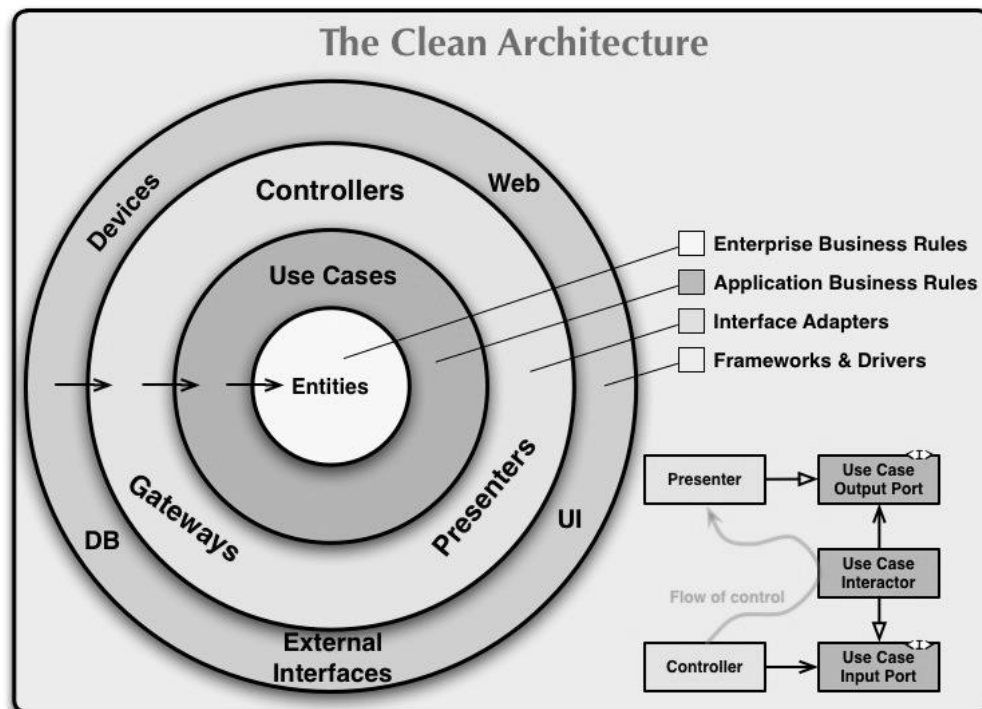 The Clean Architecture
Devices
Web
Controllers
Use Cases
Entities
Gateways
Presenters
DB
UI
External
Interfaces
Enterprise Business Rules
Application Business Rules
Interface Adapters
Frameworks & Drivers
Presenter
<I>
Use Case
Output Port
Flow of control
Use Case
Interactor
Controller
<I>
Use Case
Input Port